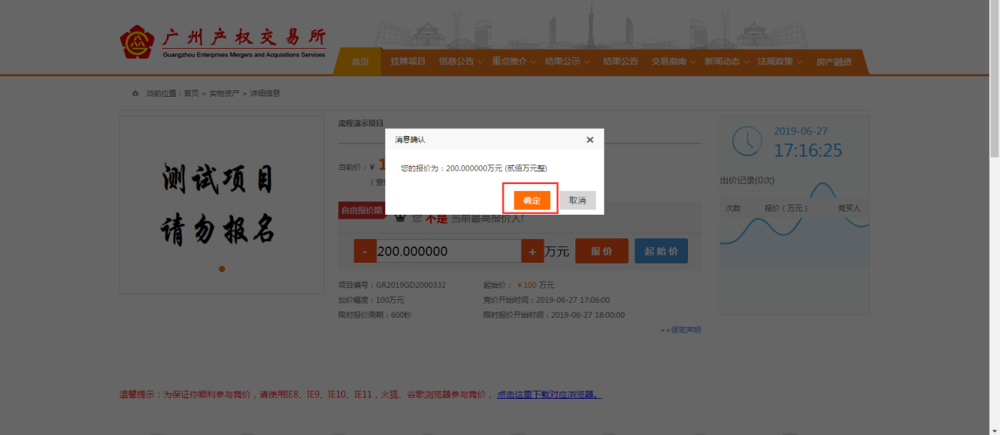 广州产权交易所
Guangzhou Enterprises Mergers and Acquisitions Services
首页 挂牌项目 信息公告 重点推介 结果公示 结果公告 交易指南 新闻动态 法规政策 房产融资
当前位置：首页 > 实物资产 > 详细信息
测试项目
请勿报名
流程演示项目
消息确认
您的报价为：200.000000万元 (贰佰万元整)
确定 取消
当前价：¥ 1
自由报价期
您 不是 当前最高报价人!
- 200.000000 + 万元 报价 起始价
项目编号：GR2019GD2000332 起始价：￥100 万元
加价幅度：100万元 竞价开始时间：2019-06-27 17:06:00
限时报价周期：600秒 限时报价开始时间：2019-06-27 18:00:00
>>保密声明
2019-06-27
17:16:25
出价记录(0次)
次数 报价（万元） 竞买人
温馨提示：为保证你顺利参与竞价，请使用IE8、IE9、IE10、IE11，火狐、谷歌浏览器参与竞价，点击这里下载对应浏览器。